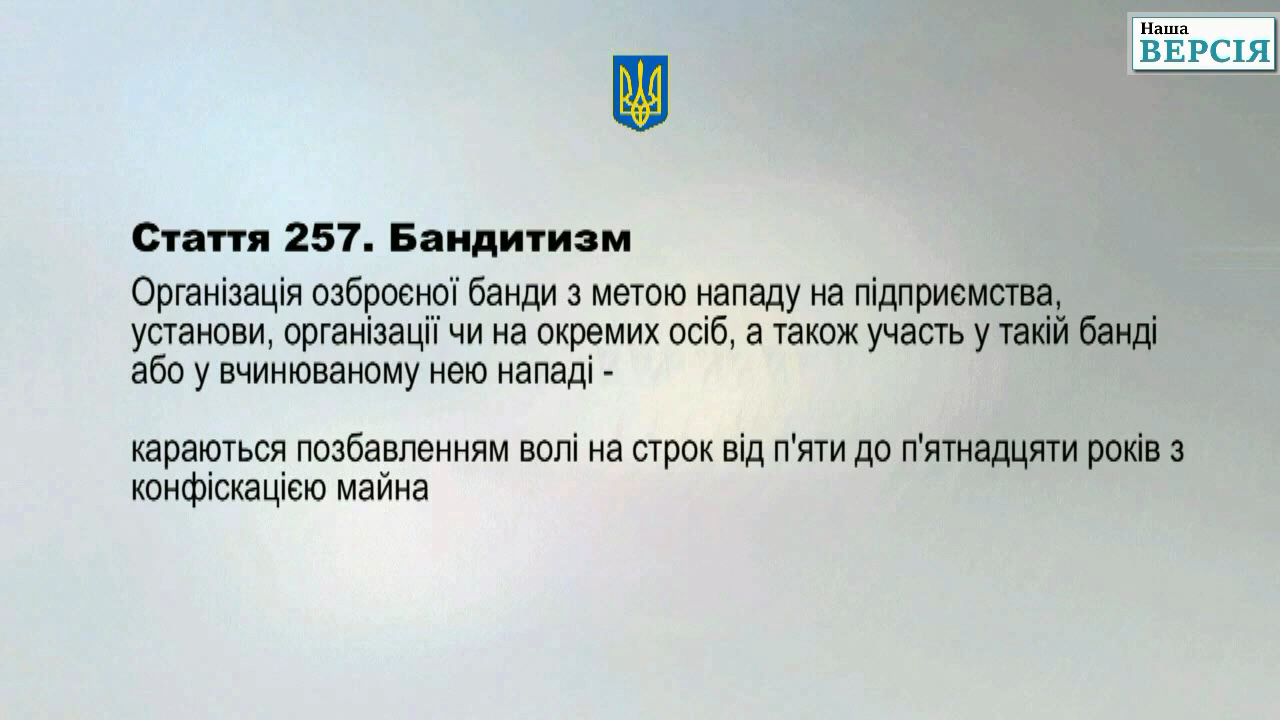 Наша
ВЕРСІЯ
Стаття 257. Бандитизм
Організація озброєної банди з метою нападу на підприємства,
установи, організації чи на окремих осіб, а також участь у такій банді
або у вчинюваному нею нападі -
караються позбавленням волі на строк від п'яти до п'ятнадцяти років з
конфіскацією майна